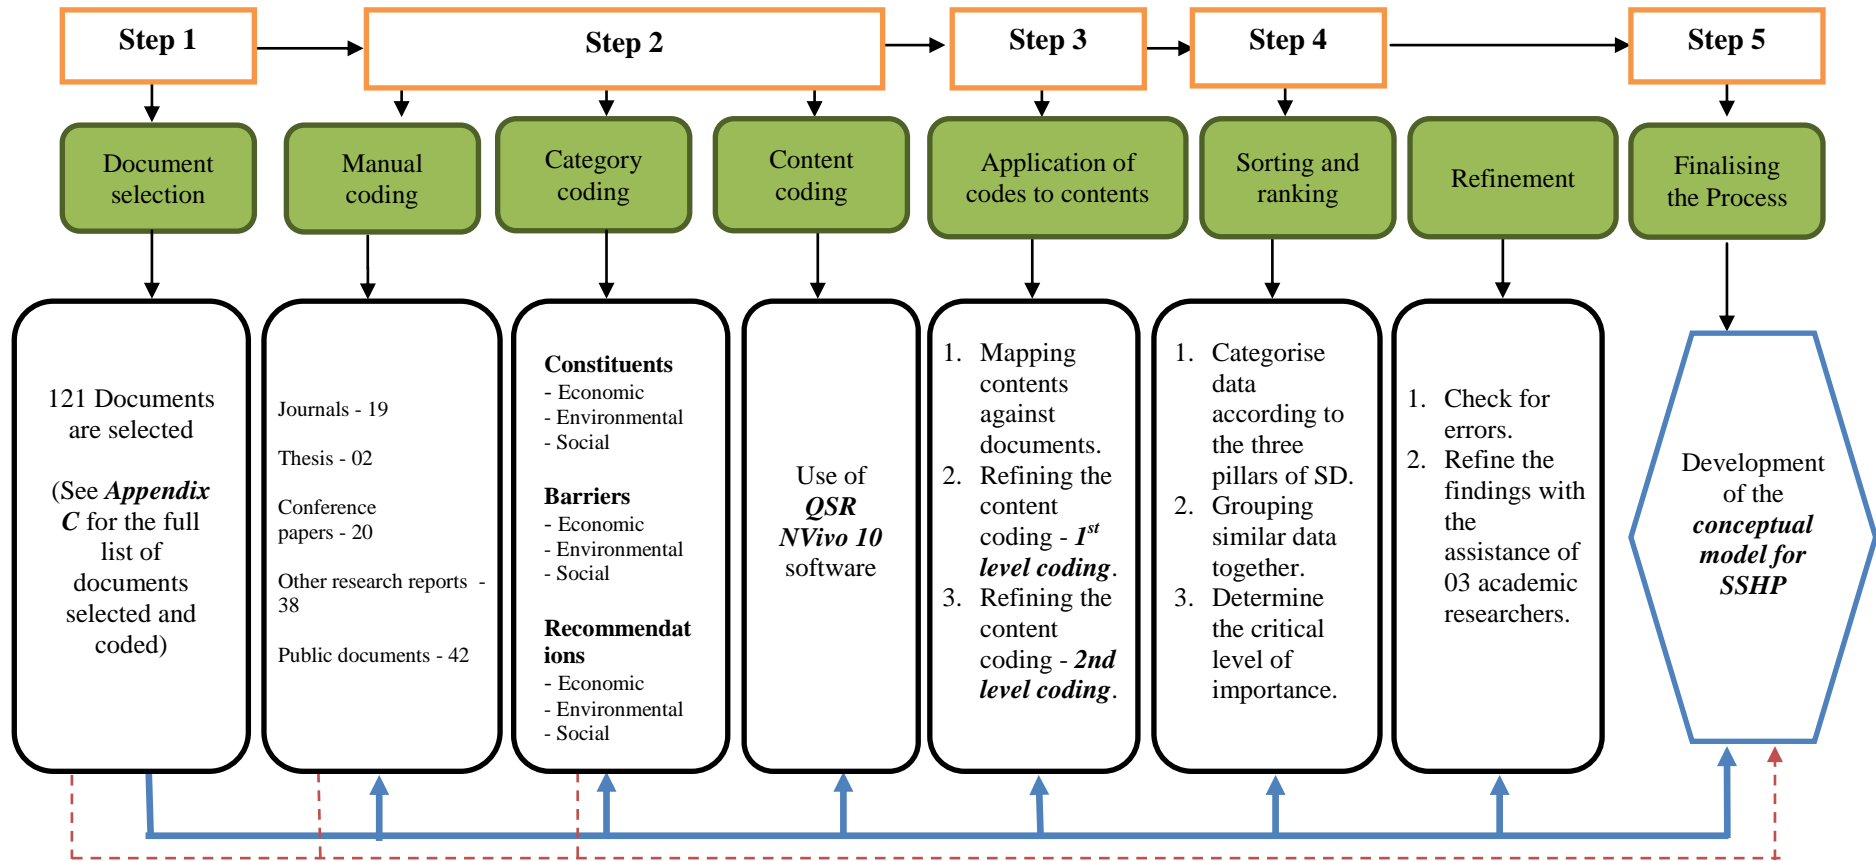 Step 1
Step 2
Step 3
Step 4
Step 5
Document
selection
Manual
coding
Category
coding
Content
coding
Application of
codes to contents
Sorting and
ranking
Refinement
Finalising
the Process
121 Documents
are selected
(See Appendix
C for the full
list of
documents
selected and
coded)
Journals - 19
Thesis - 02
Conference
papers - 20
Other research reports -
38
Public documents - 42
Constituents
- Economic
- Environmental
- Social
Barriers
- Economic
- Environmental
- Social
Recommendat
ions
- Economic
- Environmental
- Social
Use of
QSR
NVivo 10
software
1. Mapping
contents
against
documents.
2. Refining the
content
coding - 1st
level coding.
3. Refining the
content
coding - 2nd
level coding.
1. Categorise
data
according to
the three
pillars of SD.
2. Grouping
similar data
together.
3. Determine
the critical
level of
importance.
1. Check for
errors.
2. Refine the
findings with
the
assistance of
03 academic
researchers.
Development
of the
conceptual
model for
SSHP